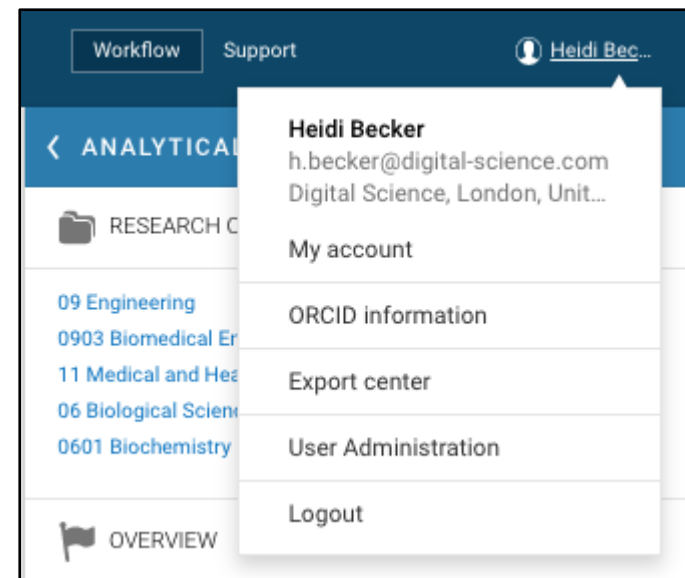 Workflow
Support
Heidi Bec...
ANALYTICAL
Heidi Becker
h.becker@digital-science.com
Digital Science, London, Unit...
My account
ORCID information
Export center
User Administration
Logout
RESEARCH C
09 Engineering
0903 Biomedical Er
11 Medical and Hea
06 Biological Scienc
0601 Biochemistry
OVERVIEW